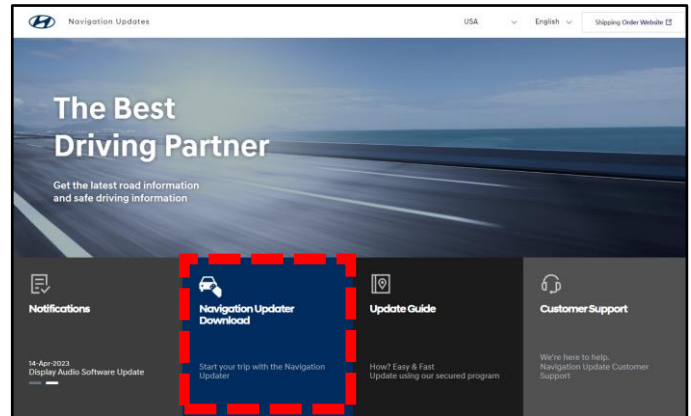 Navigation Updates
USA
English
Shipping Order Website
The Best
Driving Partner
Get the latest road information
and safe driving information
Notifications
14-Apr-2023
Display Audio Software Update
Navigation Updater
Download
Start your trip with the Navigation
Updater
Update Guide
How? Easy & Fast
Update using our secured program
Customer Support
We're here to help.
Navigation Update Customer
Support